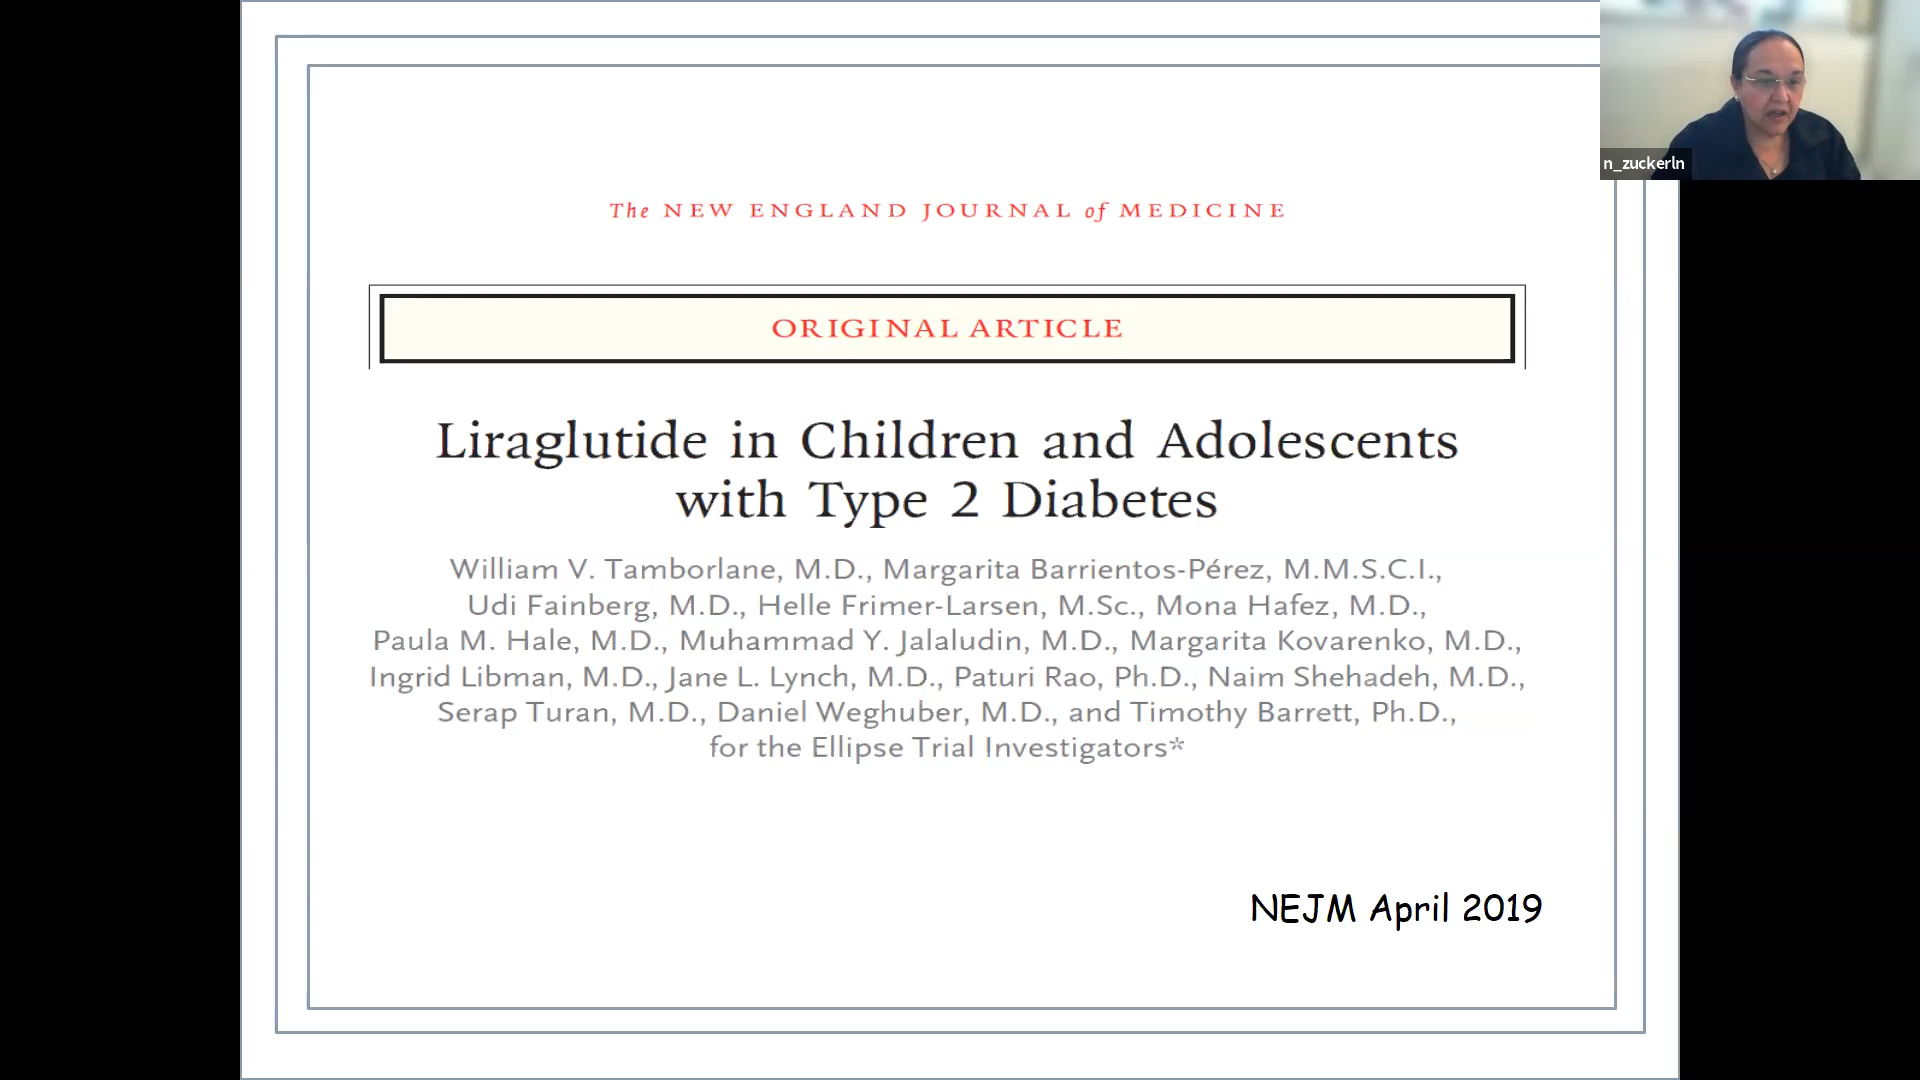 n_zuckerln
The NEW ENGLAND JOURNAL of MEDICINE
ORIGINAL ARTICLE
Liraglutide in Children and Adolescents
with Type 2 Diabetes
William V. Tamborlane, M.D., Margarita Barrientos-Pérez, M.M.S.C.I.,
Udi Fainberg, M.D., Helle Frimer-Larsen, M.Sc., Mona Hafez, M.D.,
Paula M. Hale, M.D., Muhammad Y. Jalaludin, M.D., Margarita Kovarenko, M.D.,
Ingrid Libman, M.D., Jane L. Lynch, M.D., Paturi Rao, Ph.D., Naim Shehadeh, M.D.,
Serap Turan, M.D., Daniel Weghuber, M.D., and Timothy Barrett, Ph.D.,
for the Ellipse Trial Investigators*
NEJM April 2019